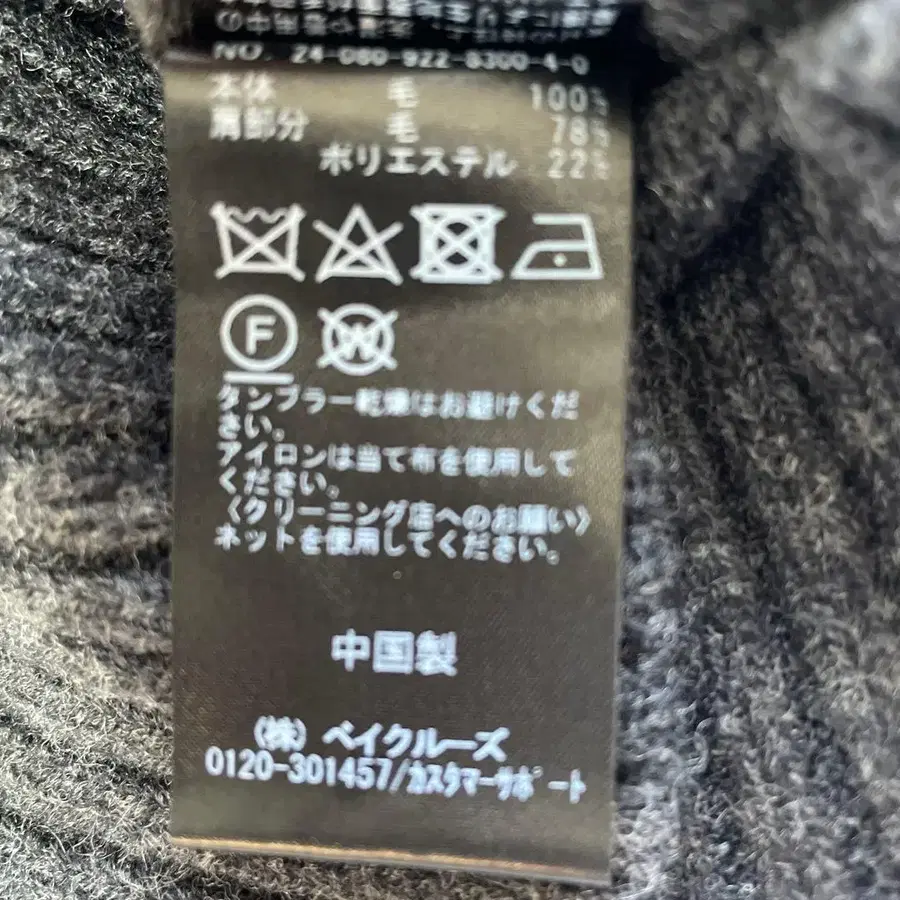 NO. 24-080-922-8300-4-0
本体 毛 100%
肩部分 毛 78%
ポリエステル 22%
F
W
タンブラー乾燥はお避けくだ
さい。
アイロンは当て布を使用して
ください。
〈クリーニング店へのお願い〉
ネットを使用してください。
中国製
(株) ベイクルーズ
0120-301457/カスタマーサポート